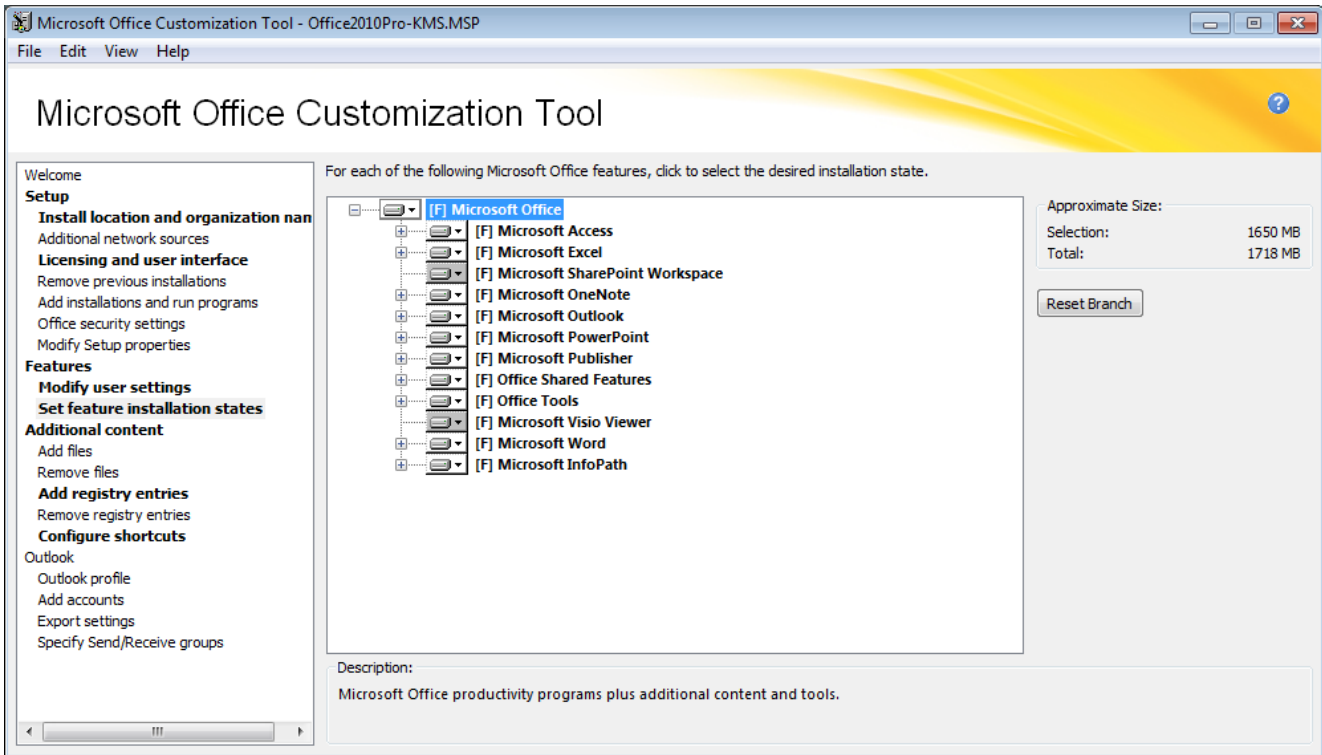 Microsoft Office Customization Tool - Office2010Pro-KMS.MSP
File Edit View Help
Microsoft Office Customization Tool
Welcome
Setup
Install location and organization nan
Additional network sources
Licensing and user interface
Remove previous installations
Add installations and run programs
Office security settings
Modify Setup properties
Features
Modify user settings
Set feature installation states
Additional content
Add files
Remove files
Add registry entries
Remove registry entries
Configure shortcuts
Outlook
Outlook profile
Add accounts
Export settings
Specify Send/Receive groups
For each of the following Microsoft Office features, click to select the desired installation state.
[F] Microsoft Office
[F] Microsoft Access
[F] Microsoft Excel
[F] Microsoft SharePoint Workspace
[F] Microsoft OneNote
[F] Microsoft Outlook
[F] Microsoft PowerPoint
[F] Microsoft Publisher
[F] Office Shared Features
[F] Office Tools
[F] Microsoft Visio Viewer
[F] Microsoft Word
[F] Microsoft InfoPath
Approximate Size:
Selection: 1650 MB
Total: 1718 MB
Reset Branch
Description:
Microsoft Office productivity programs plus additional content and tools.